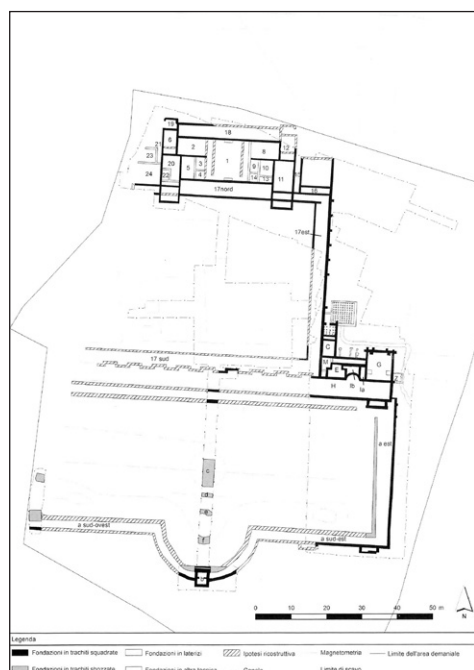 19
18
6
2
1
8
12
21
23
20
3
5
4
9
10
24
22
14
13
11
17nord
16
17est
C
17 sud
M
E
G
H
Ib
Ia
a est
c
d
a sud-ovest
a sud-est
0 10 20 30 40 50 m
N
Legenda
Fondazioni in trachiti squadrate Fondazioni in laterizi Ipotesi ricostruttiva Magnetometria Limite dell'area demaniale
Fondazioni in trachiti sbozzate Fondazioni in altra tecnica Canale Limite di scavo